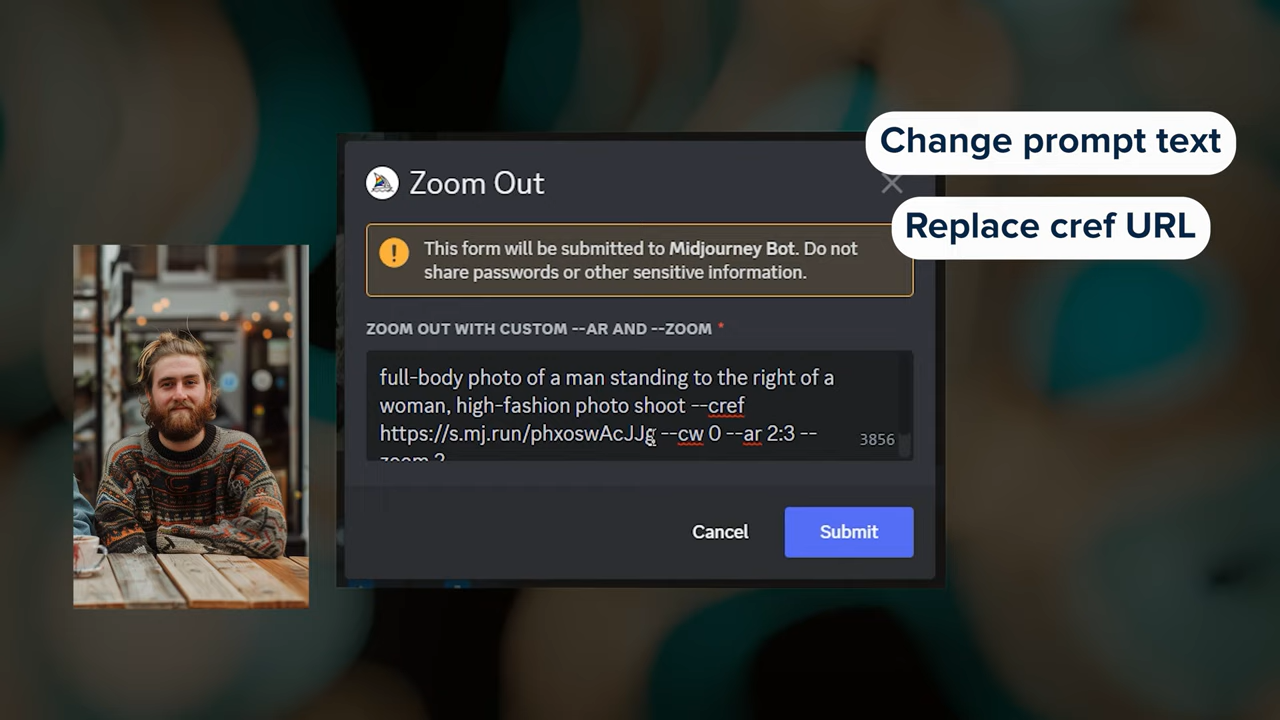 Change prompt text
Replace cref URL
Zoom Out
This form will be submitted to Midjourney Bot. Do not
share passwords or other sensitive information.
ZOOM OUT WITH CUSTOM --AR AND --ZOOM *
full-body photo of a man standing to the right of a
woman, high-fashion photo shoot --cref
https://s.mj.run/phxoswAcJJg --cw 0 --ar 2:3 --
zoom 2
3856
Cancel
Submit